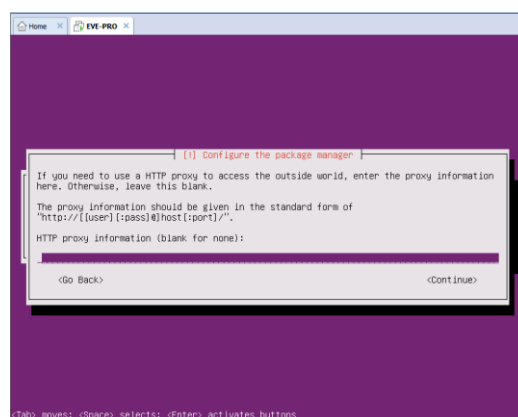 Home × EVE-PRO ×
[!] Configure the package manager
If you need to use a HTTP proxy to access the outside world, enter the proxy information
here. Otherwise, leave this blank.
The proxy information should be given in the standard form of
"http://[[user][:pass]@]host[:port]/".
HTTP proxy information (blank for none):
<Go Back> <Continue>
<Tab> moves; <Space> selects; <Enter> activates buttons